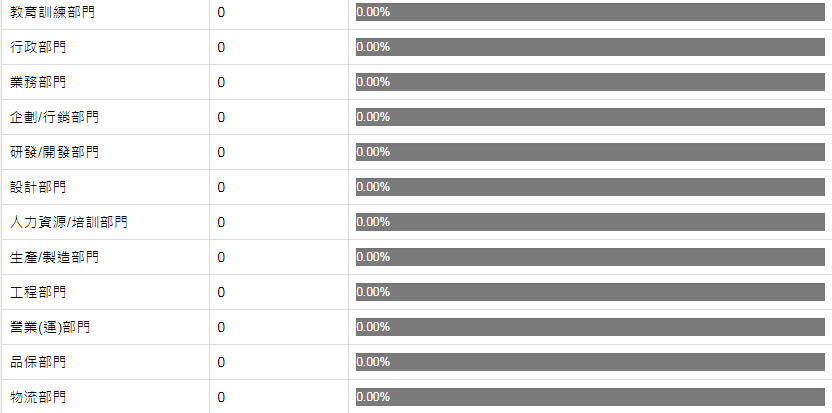 教育訓練部門 0 0.00%
行政部門 0 0.00%
業務部門 0 0.00%
企劃/行銷部門 0 0.00%
研發/開發部門 0 0.00%
設計部門 0 0.00%
人力資源/培訓部門 0 0.00%
生產/製造部門 0 0.00%
工程部門 0 0.00%
營業(運)部門 0 0.00%
品保部門 0 0.00%
物流部門 0 0.00%